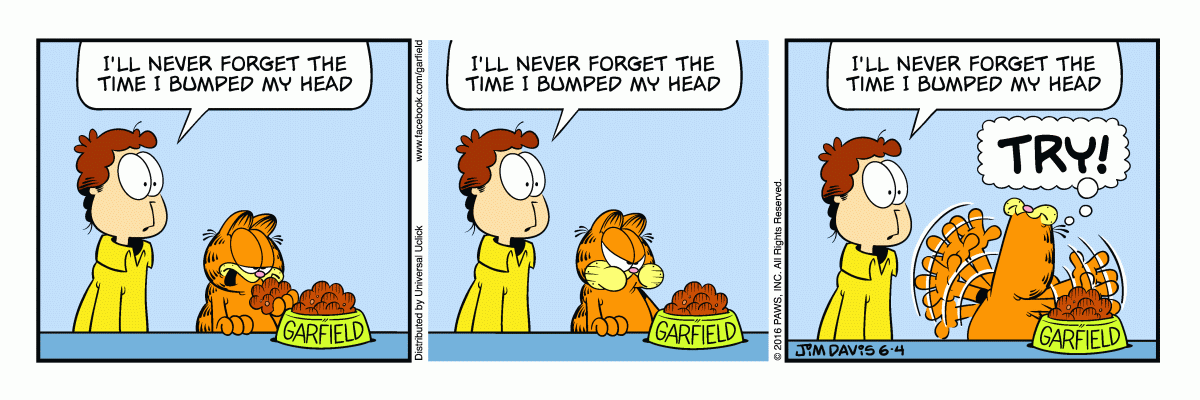 I'LL NEVER FORGET THE
TIME I BUMPED MY HEAD
GARFIELD
www.facebook.com/garfield
Distributed by Universal Uclick
I'LL NEVER FORGET THE
TIME I BUMPED MY HEAD
GARFIELD
© 2016 PAWS, INC. All Rights Reserved.
I'LL NEVER FORGET THE
TIME I BUMPED MY HEAD
TRY!
GARFIELD
JIM DAVIS 6-4